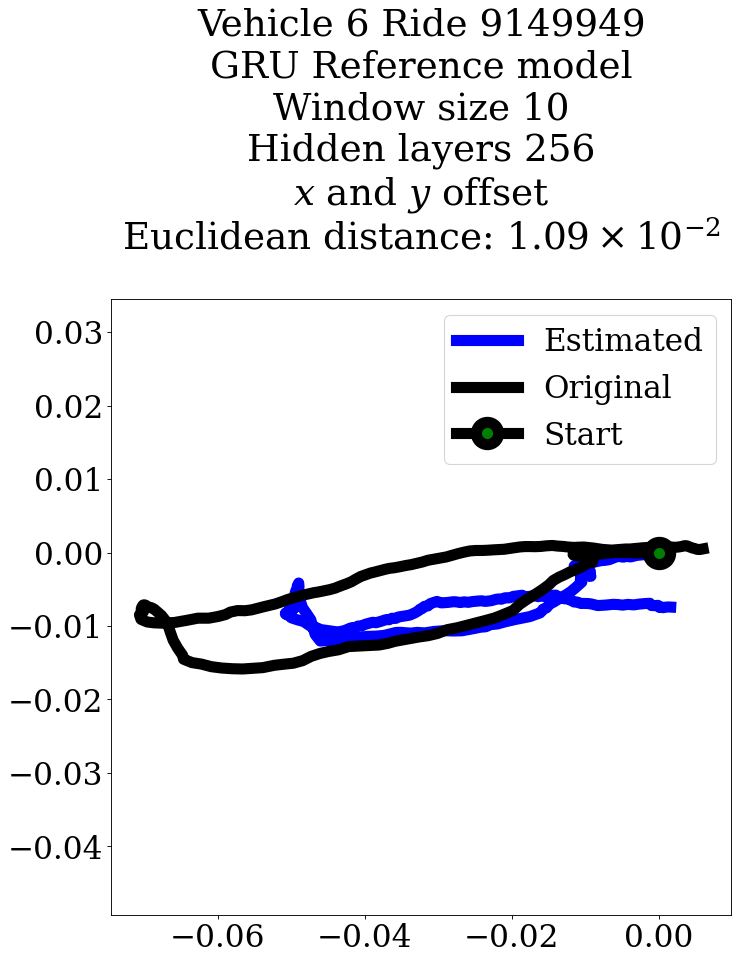 Vehicle 6 Ride 9149949
GRU Reference model
Window size 10
Hidden layers 256
x and y offset
Euclidean distance: 1.09 × 10⁻²
Estimated
Original
Start
0.03
0.02
0.01
0.00
−0.01
−0.02
−0.03
−0.04
−0.06 −0.04 −0.02 0.00